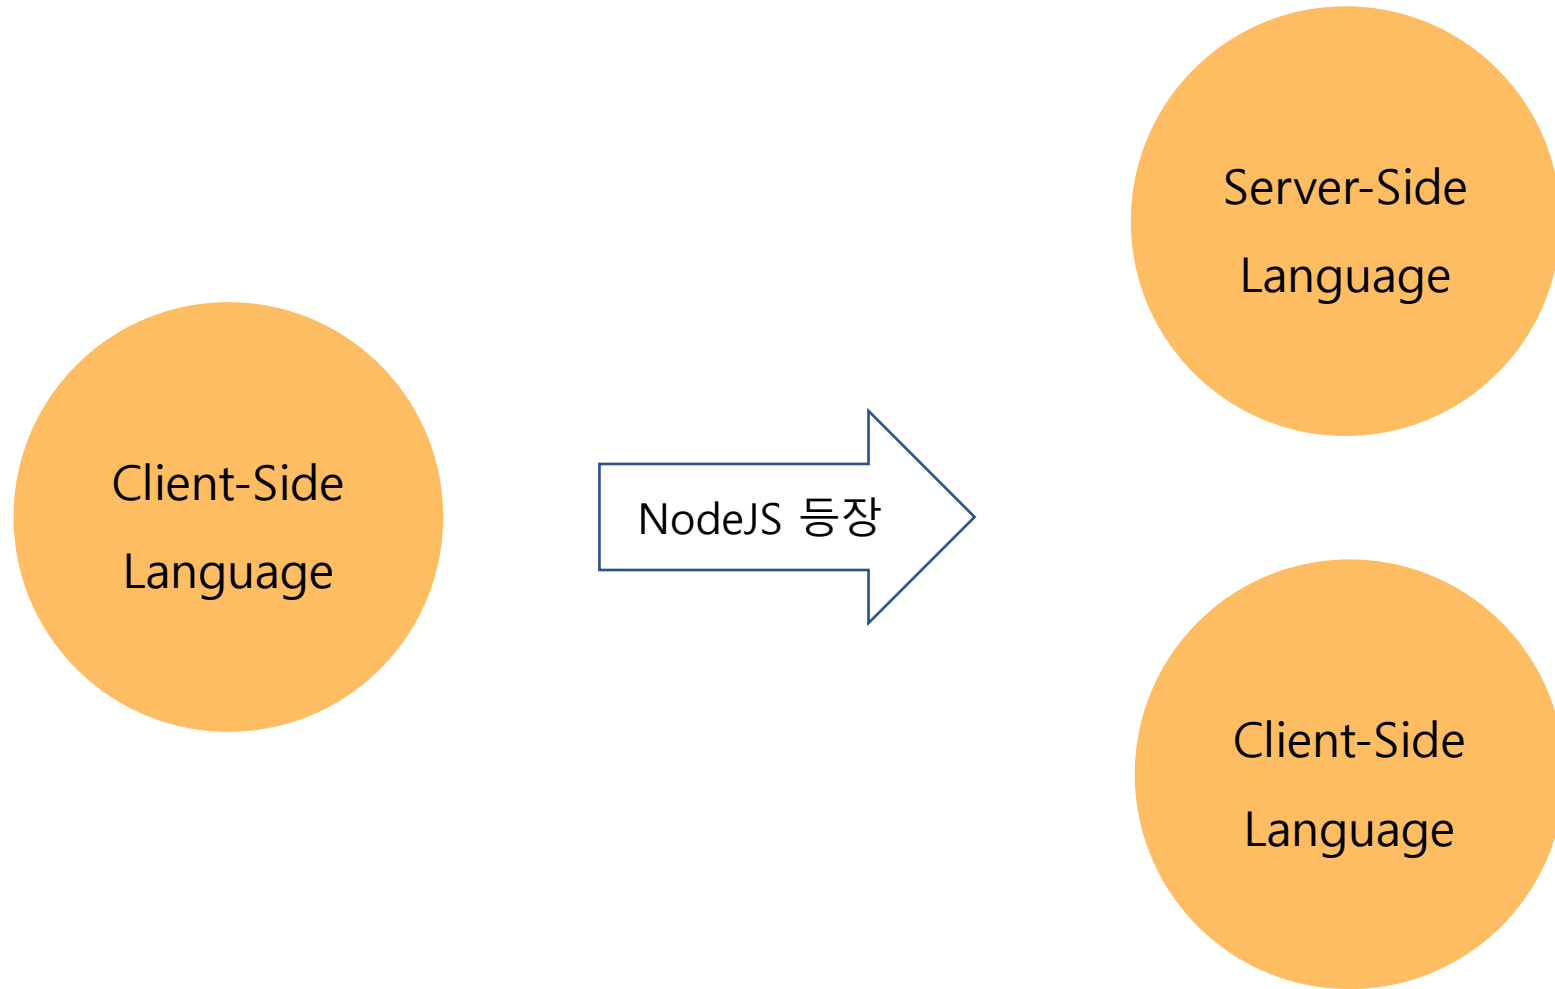 Client-Side
Language
NodeJS 등장
Server-Side
Language
Client-Side
Language